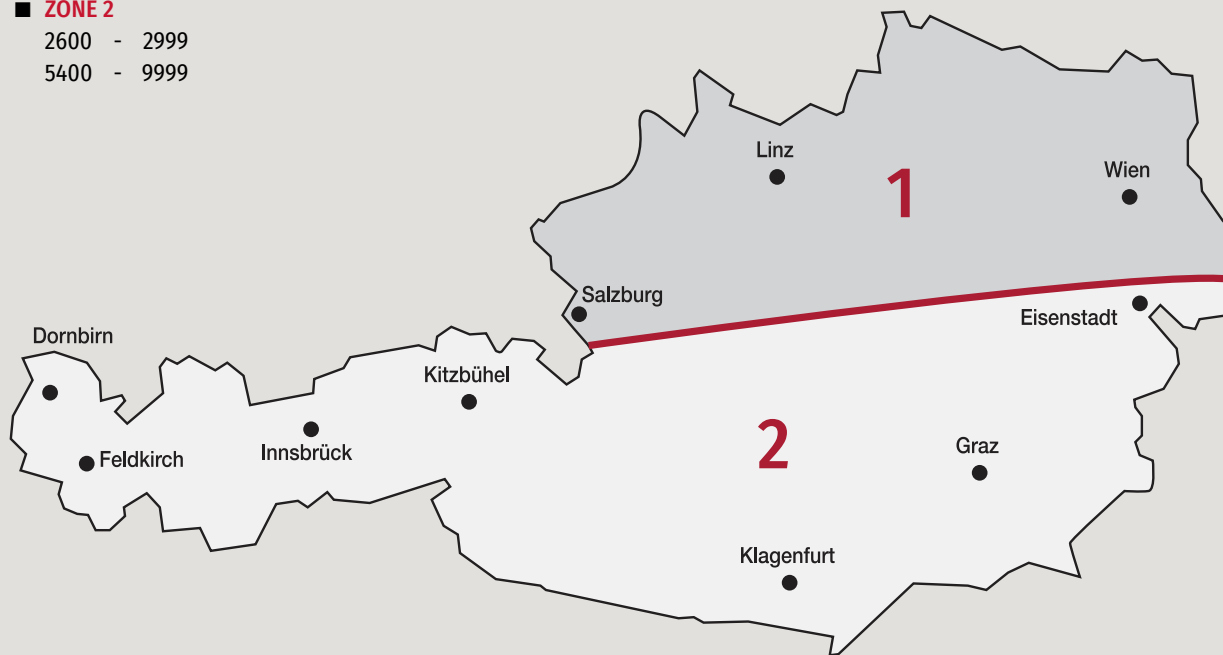 ■ ZONE 2
2600 - 2999
5400 - 9999
Linz
1
Wien
Salzburg
Eisenstadt
Dornbirn
Kitzbühel
2
Graz
Innsbrück
Feldkirch
Klagenfurt